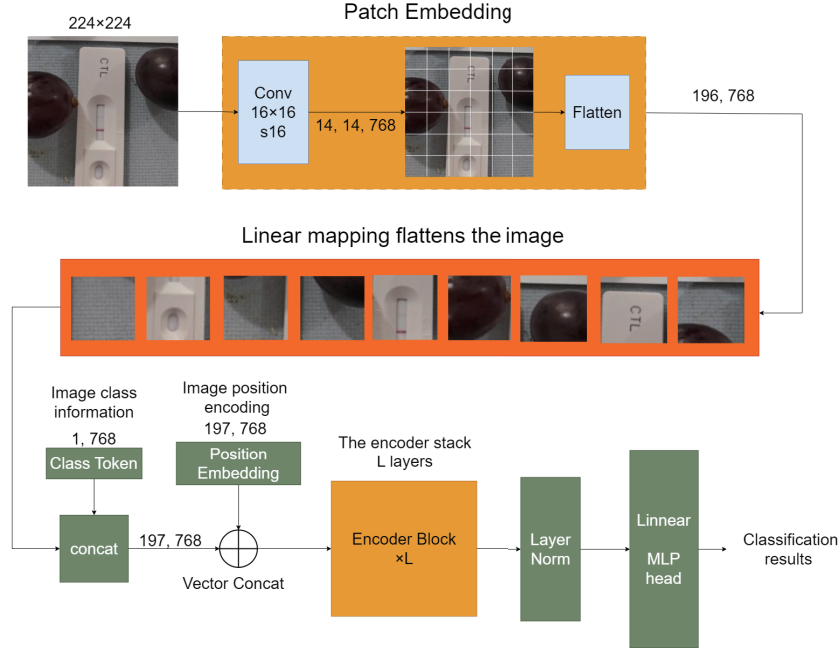 Patch Embedding
224×224
CTL
Conv
16×16
s16
14, 14, 768
CTL
Flatten
196, 768
Linear mapping flattens the image
CTL
Image class
information
1, 768
Class Token
Image position
encoding
197, 768
Position
Embedding
The encoder stack
L layers
concat
197, 768
Vector Concat
Encoder Block
×L
Layer
Norm
Linnear
MLP
head
Classification
results